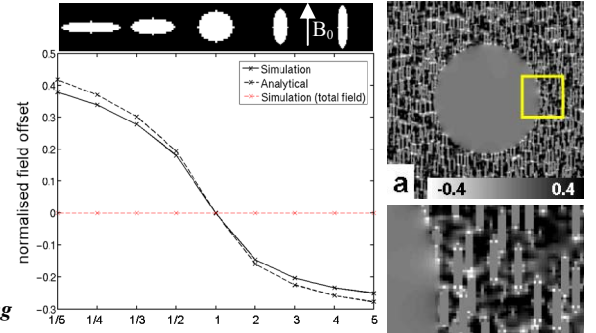 B0
0.5
0.4
0.3
0.2
0.1
0
−0.1
−0.2
−0.3
normalised field offset
Simulation
Analytical
Simulation (total field)
1/5 1/4 1/3 1/2 1 2 3 4 5
g
a
-0.4 0.4